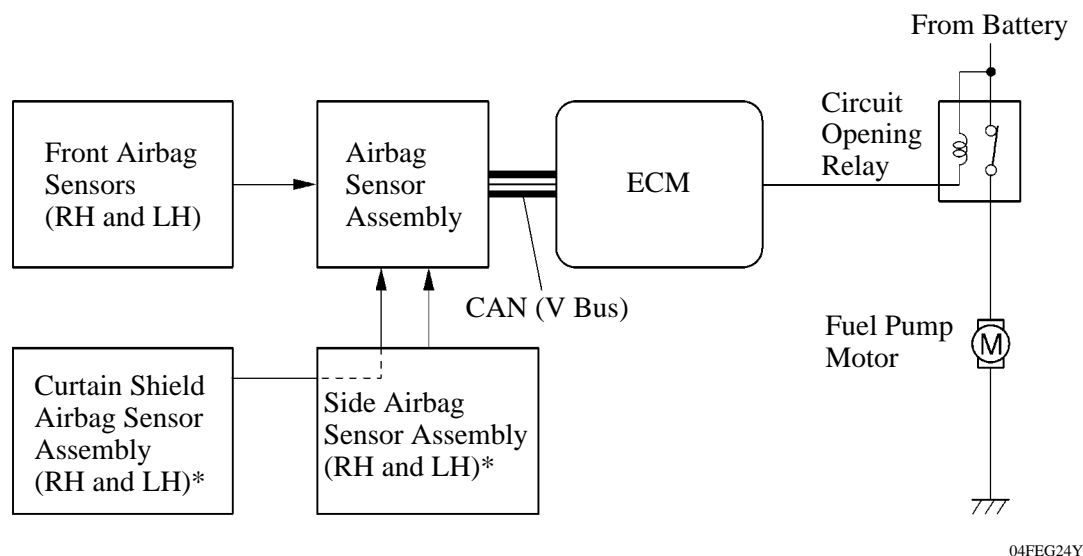 From Battery
Circuit
Opening
Relay
Front Airbag
Sensors
(RH and LH)
Airbag
Sensor
Assembly
ECM
CAN (V Bus)
Fuel Pump
Motor
M
Curtain Shield
Airbag Sensor
Assembly
(RH and LH)*
Side Airbag
Sensor Assembly
(RH and LH)*
04FEG24Y